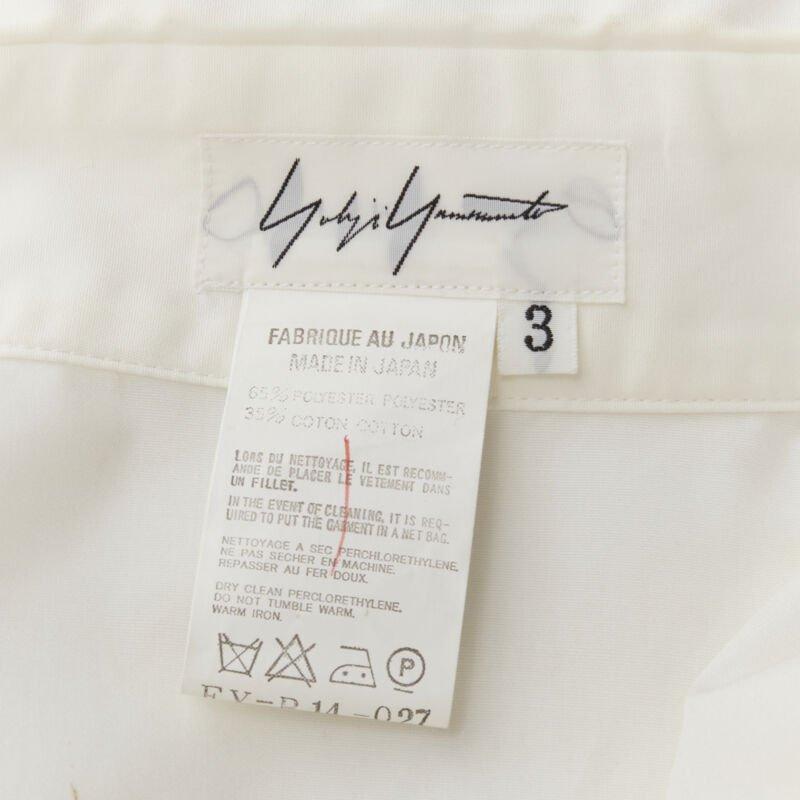 Yohji Yamamoto
3
FABRIQUE AU JAPON
MADE IN JAPAN
65% POLYESTER POLYESTER
35% COTON COTTON
LORS DU NETTOYAGE, IL EST RECOMM-
ANDE DE PLACER LE VETEMENT DANS
UN FILLET.
IN THE EVENT OF CLEANING, IT IS REQ-
UIRED TO PUT THE GARMENT IN A NET BAG.
NETTOYAGE A SEC PERCHLORETHYLENE.
NE PAS SECHER EN MACHINE.
REPASSER AU FER DOUX.
DRY CLEAN PERCLORETHYLENE.
DO NOT TUMBLE WARM.
WARM IRON.
P